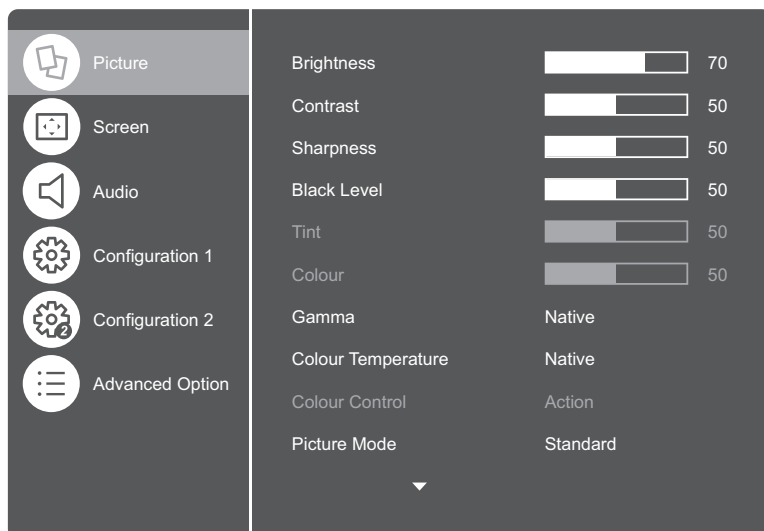 Picture
Screen
Audio
Configuration 1
Configuration 2
2
Advanced Option
Brightness 70
Contrast 50
Sharpness 50
Black Level 50
Tint 50
Colour 50
Gamma Native
Colour Temperature Native
Colour Control Action
Picture Mode Standard